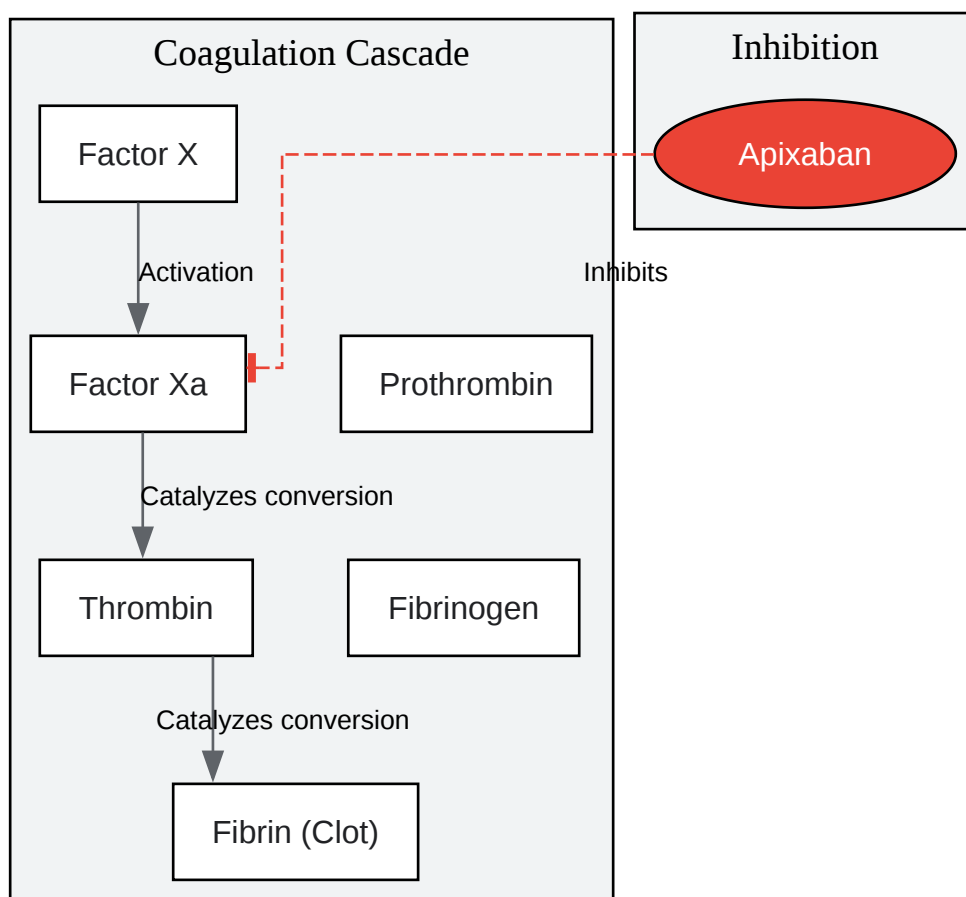 Coagulation Cascade
Inhibition
Factor X
Apixaban
Activation
Inhibits
Factor Xa
Prothrombin
Catalyzes conversion
Thrombin
Fibrinogen
Catalyzes conversion
Fibrin (Clot)